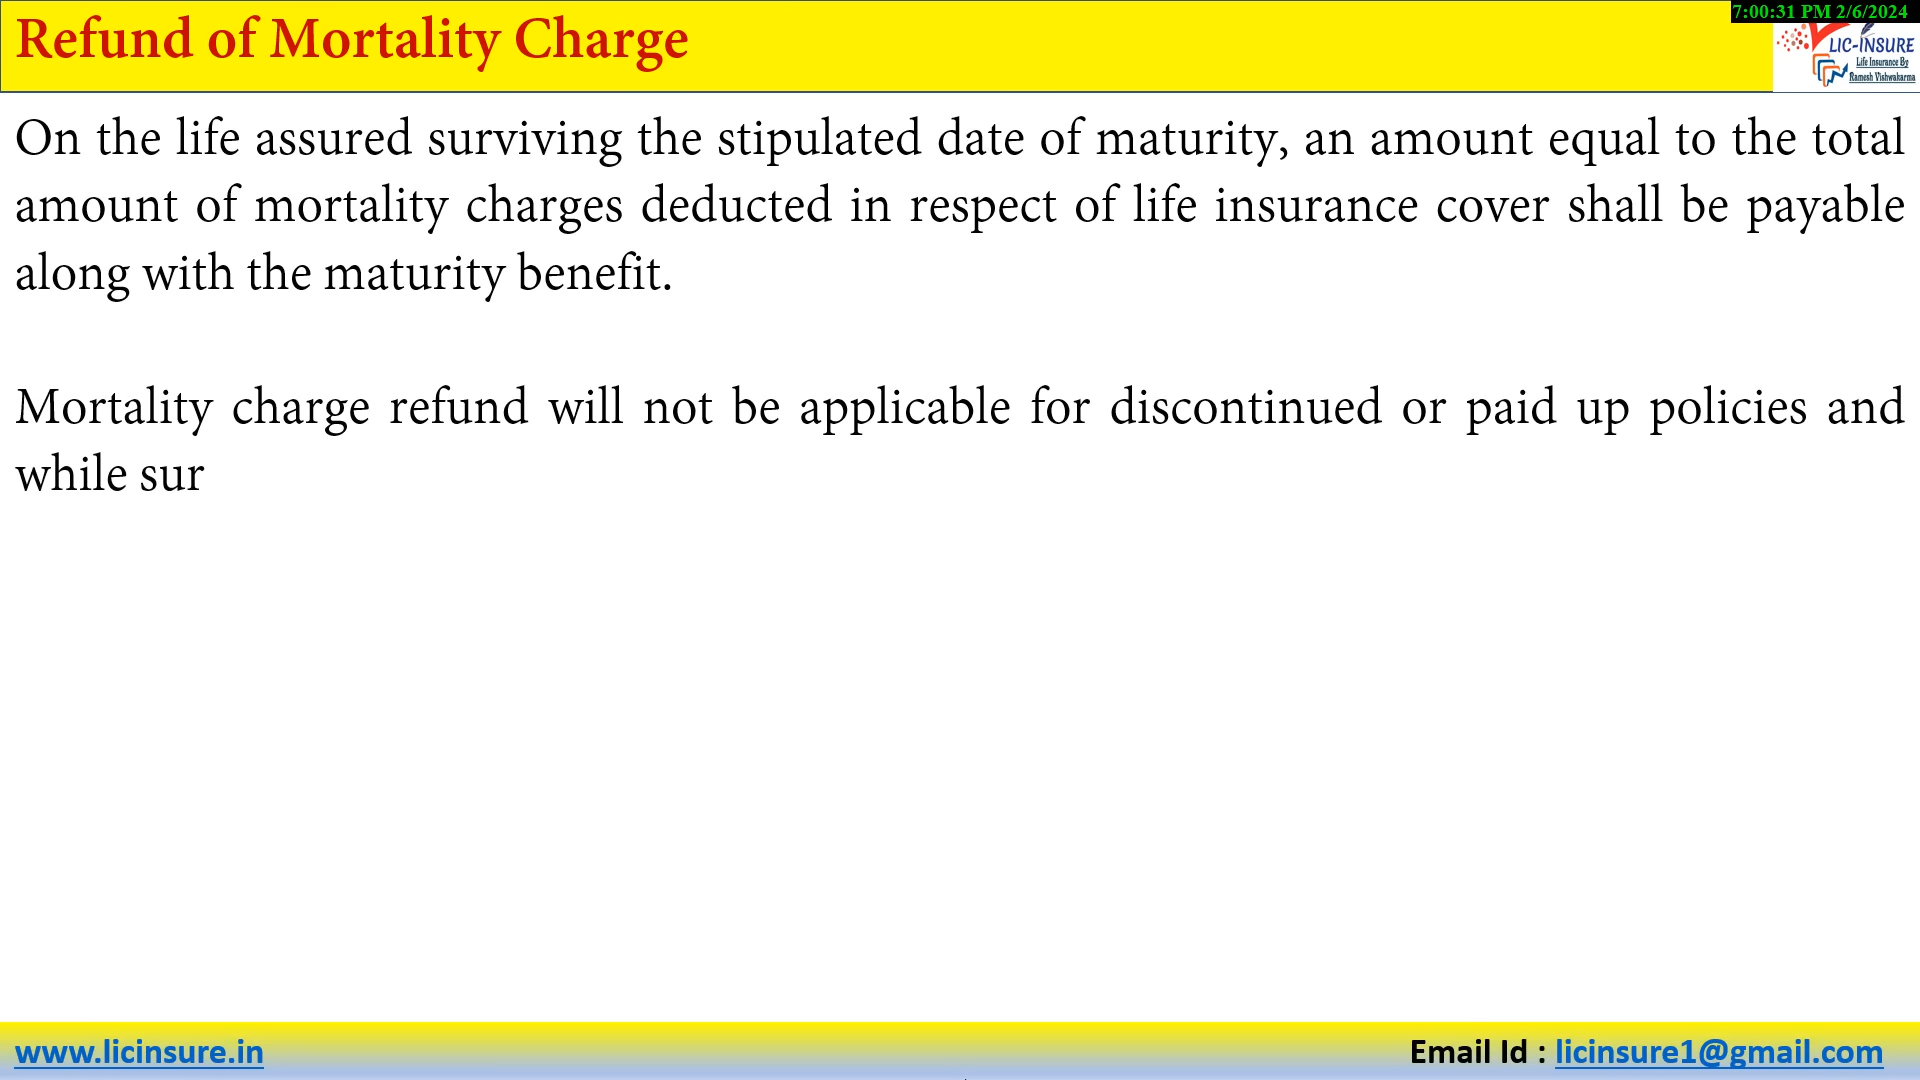 Refund of Mortality Charge
7:00:31 PM 2/6/2024
LIC-INSURE
Life Insurance By
Ramesh Vishwakarma
On the life assured surviving the stipulated date of maturity, an amount equal to the total
amount of mortality charges deducted in respect of life insurance cover shall be payable
along with the maturity benefit.
Mortality charge refund will not be applicable for discontinued or paid up policies and
while sur
www.licinsure.in
Email Id : licinsure1@gmail.com